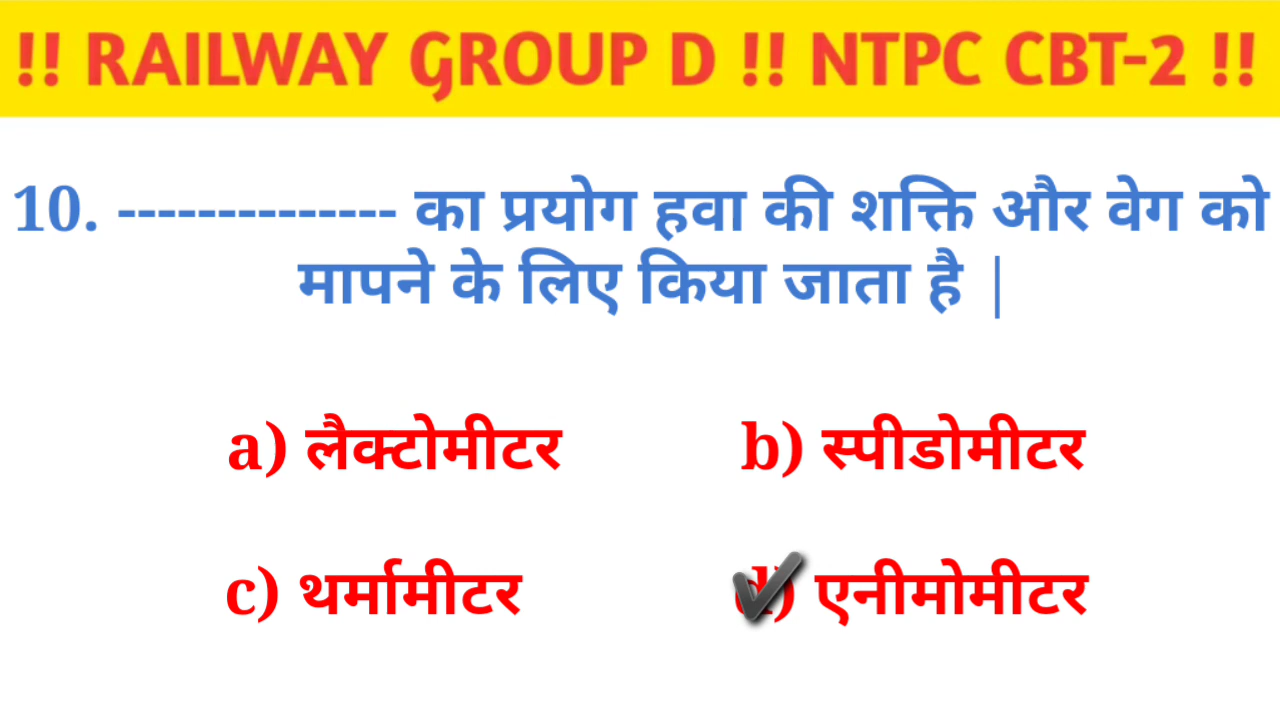 !! RAILWAY GROUP D !! NTPC CBT-2 !!
10. -------------- का प्रयोग हवा की शक्ति और वेग को
मापने के लिए किया जाता है |
a) लैक्टोमीटर b) स्पीडोमीटर
c) थर्मामीटर d) एनीमोमीटर